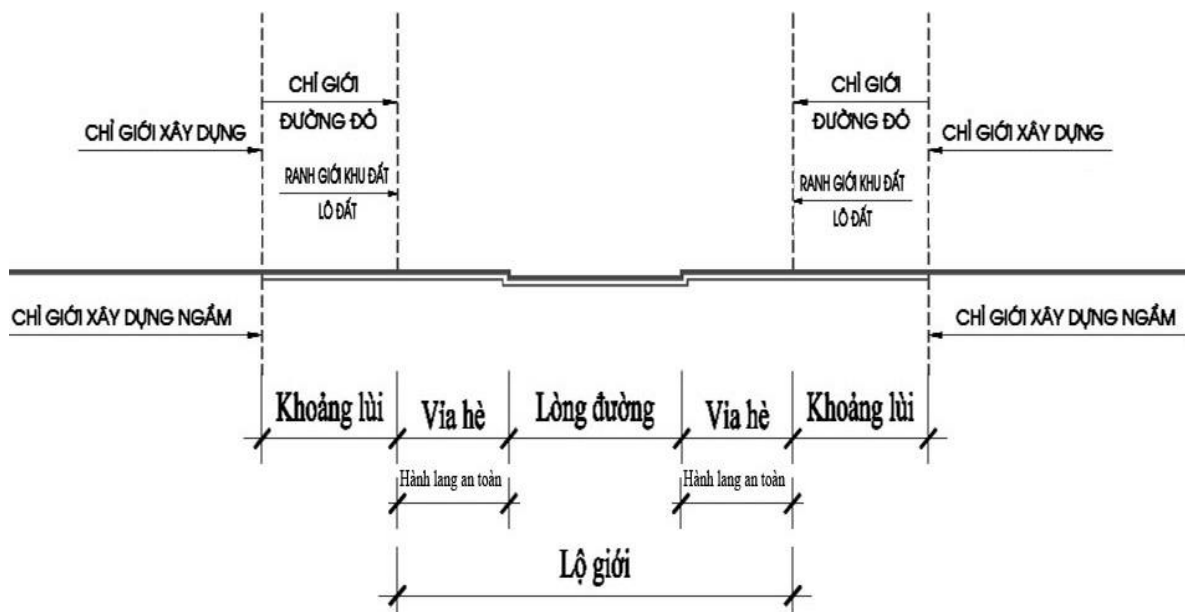 CHỈ GIỚI
ĐƯỜNG ĐỎ
CHỈ GIỚI XÂY DỰNG
RANH GIỚI KHU ĐẤT
LÔ ĐẤT
CHỈ GIỚI
ĐƯỜNG ĐỎ
CHỈ GIỚI XÂY DỰNG
RANH GIỚI KHU ĐẤT
LÔ ĐẤT
CHỈ GIỚI XÂY DỰNG NGẦM
CHỈ GIỚI XÂY DỰNG NGẦM
Khoảng lùi
Vỉa hè
Lòng đường
Vỉa hè
Khoảng lùi
Hành lang an toàn
Hành lang an toàn
Lộ giới